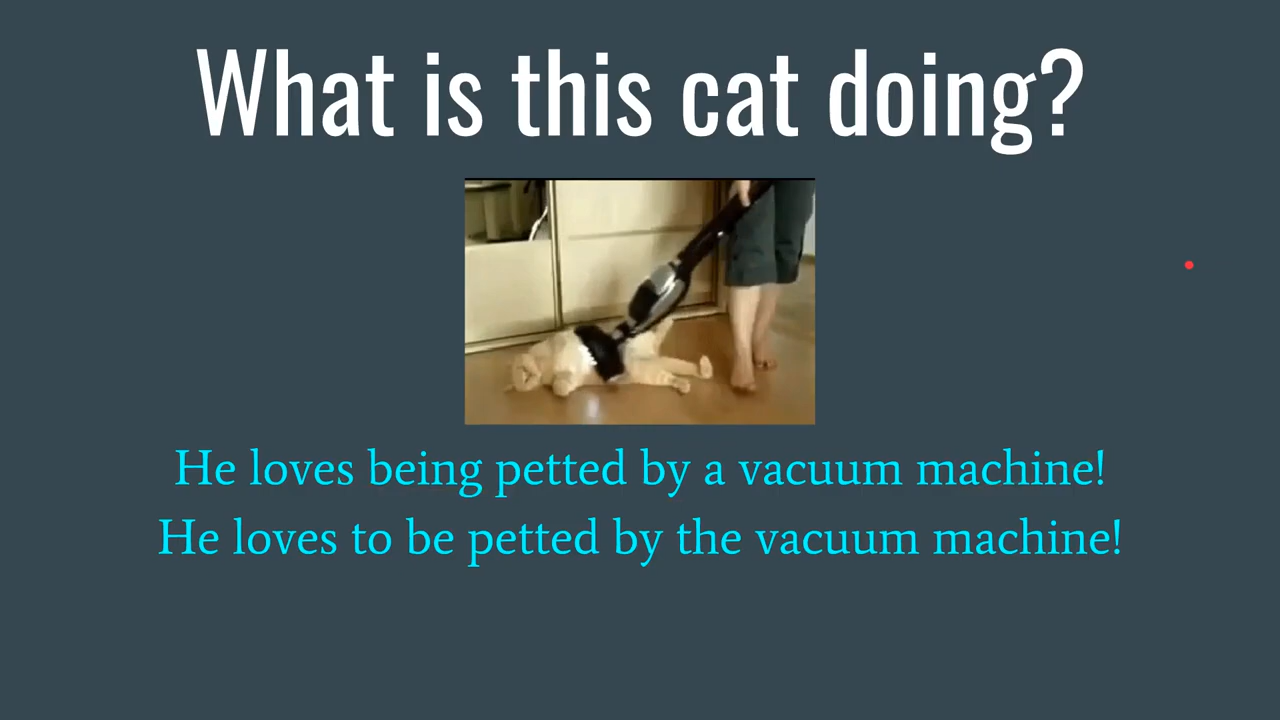 What is this cat doing?
He loves being petted by a vacuum machine!
He loves to be petted by the vacuum machine!